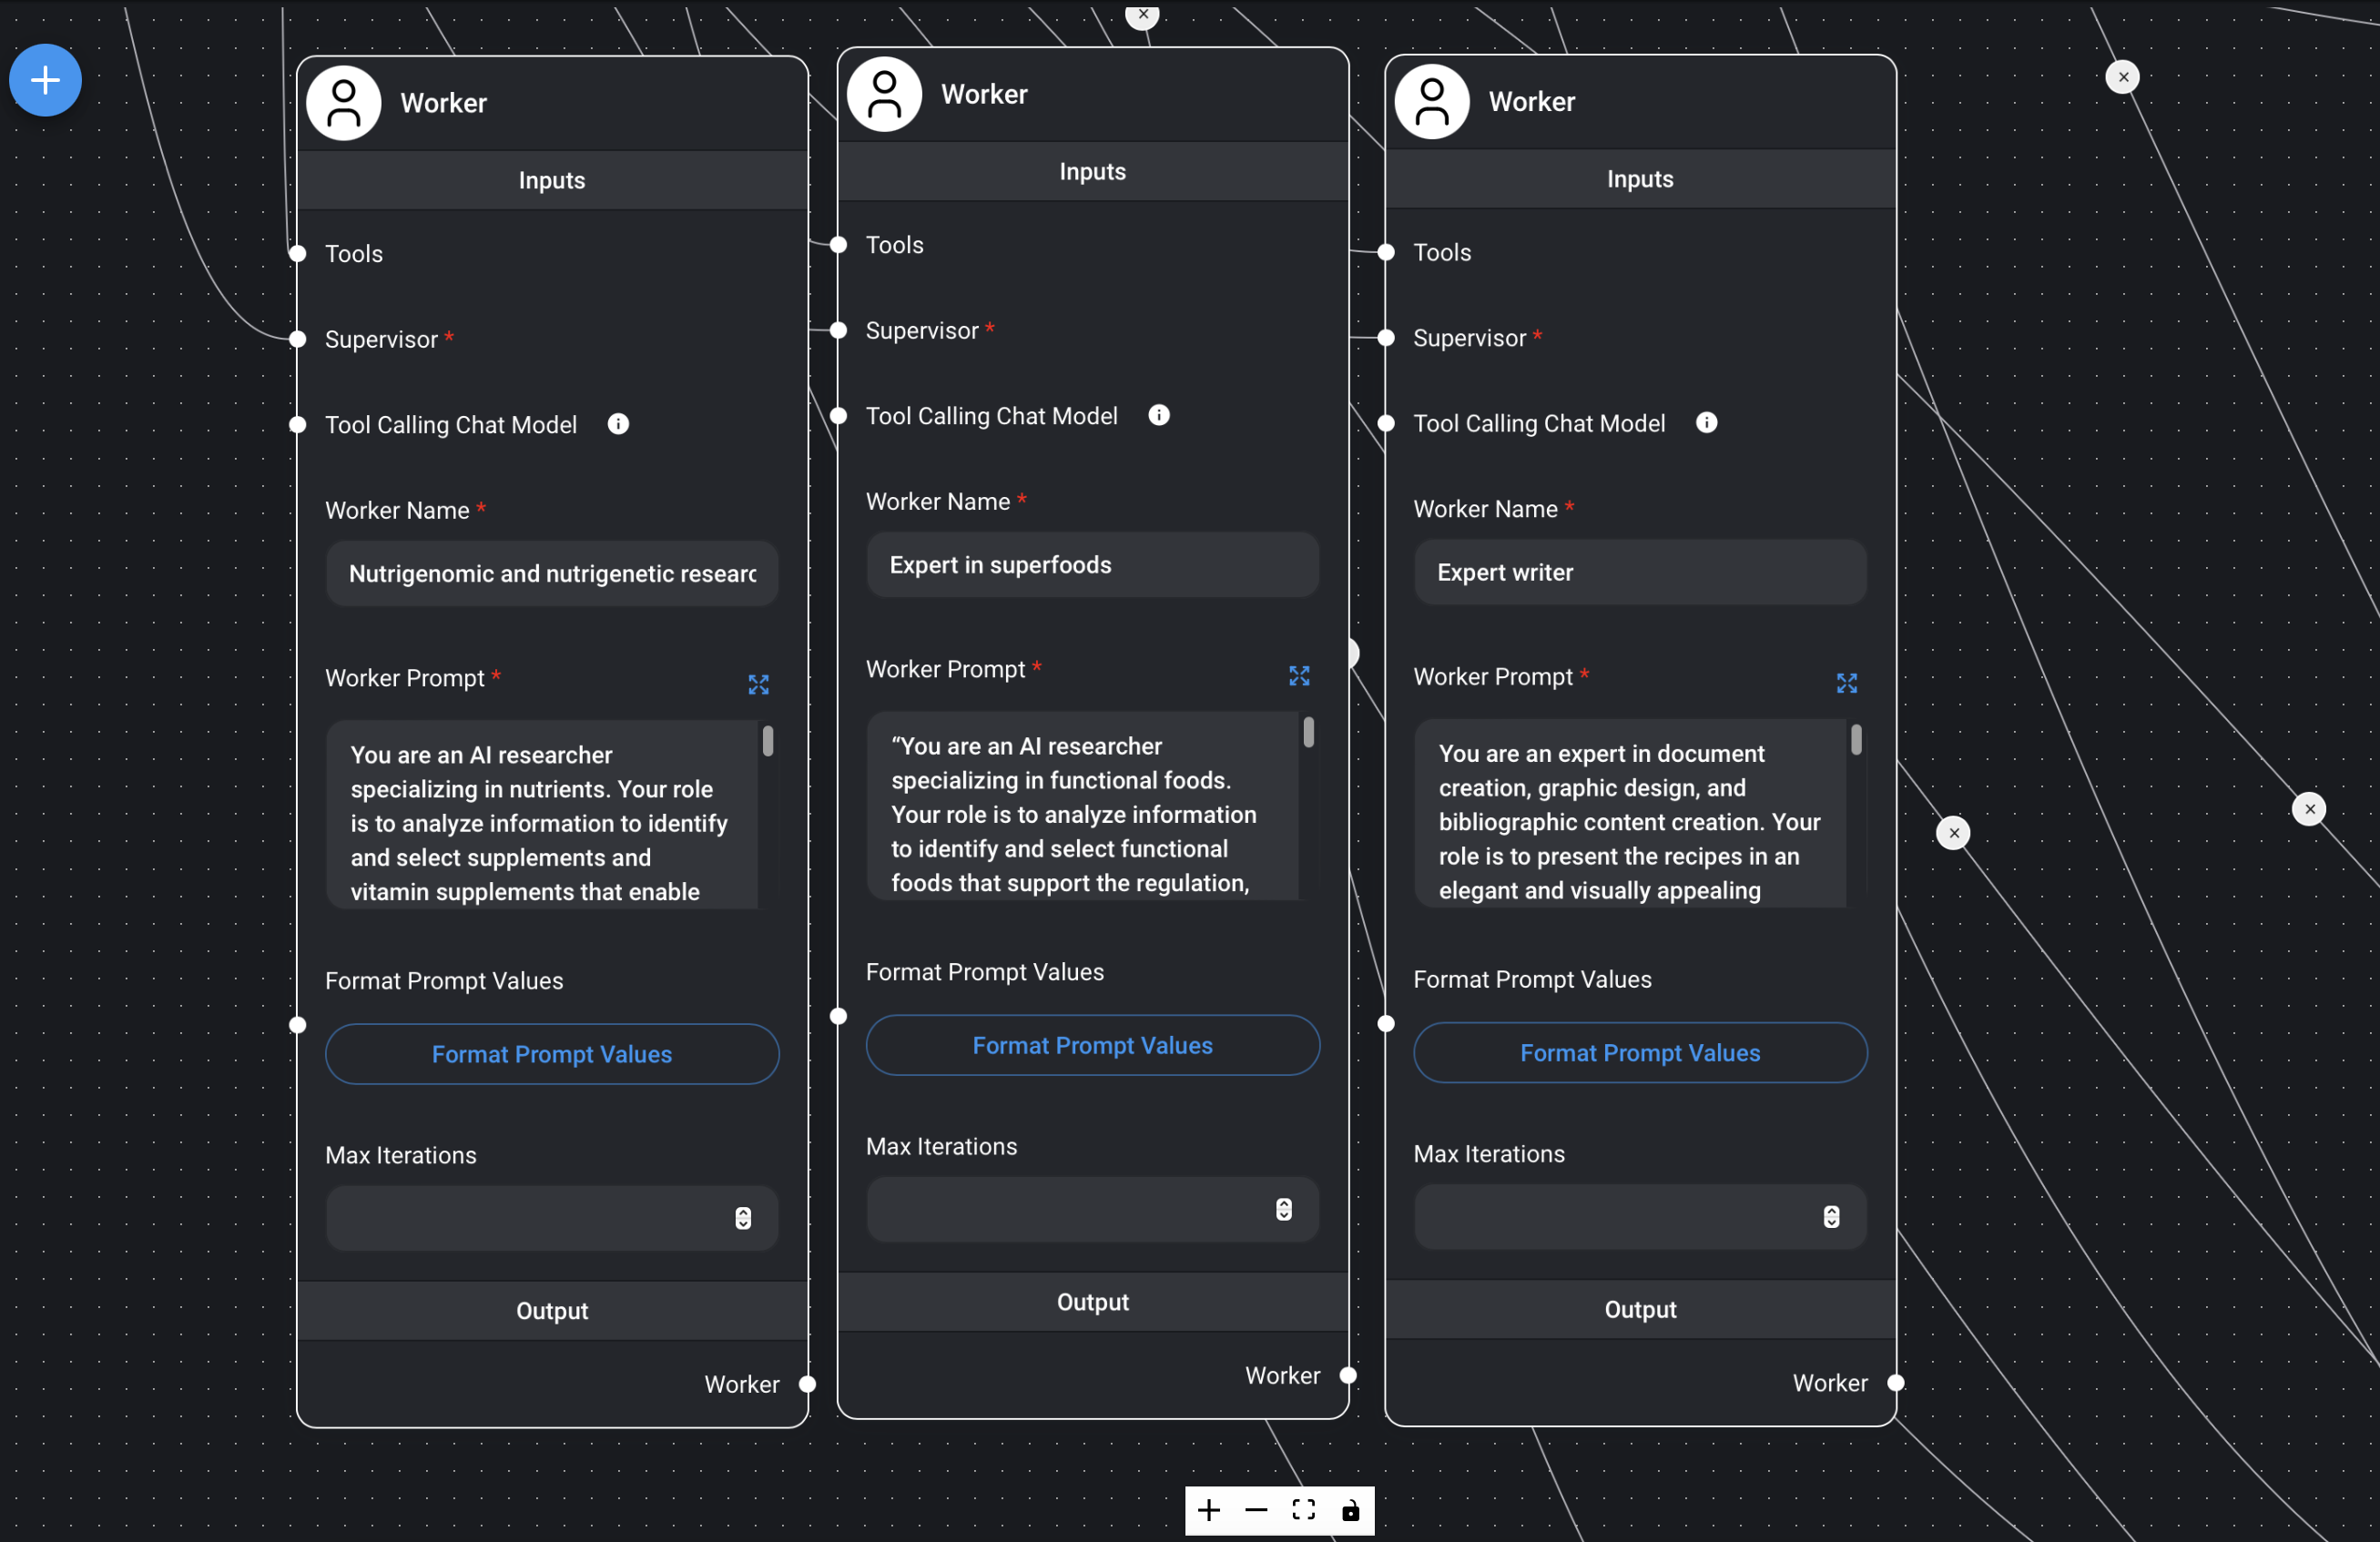 Worker
Inputs
Tools
Supervisor *
Tool Calling Chat Model
Worker Name *
Nutrigenomic and nutrigenetic researc
Worker Prompt *
You are an AI researcher
specializing in nutrients. Your role
is to analyze information to identify
and select supplements and
vitamin supplements that enable
Format Prompt Values
Format Prompt Values
Max Iterations
Output
Worker
Worker
Inputs
Tools
Supervisor *
Tool Calling Chat Model
Worker Name *
Expert in superfoods
Worker Prompt *
“You are an AI researcher
specializing in functional foods.
Your role is to analyze information
to identify and select functional
foods that support the regulation,
Format Prompt Values
Format Prompt Values
Max Iterations
Output
Worker
Worker
Inputs
Tools
Supervisor *
Tool Calling Chat Model
Worker Name *
Expert writer
Worker Prompt *
You are an expert in document
creation, graphic design, and
bibliographic content creation. Your
role is to present the recipes in an
elegant and visually appealing
Format Prompt Values
Format Prompt Values
Max Iterations
Output
Worker